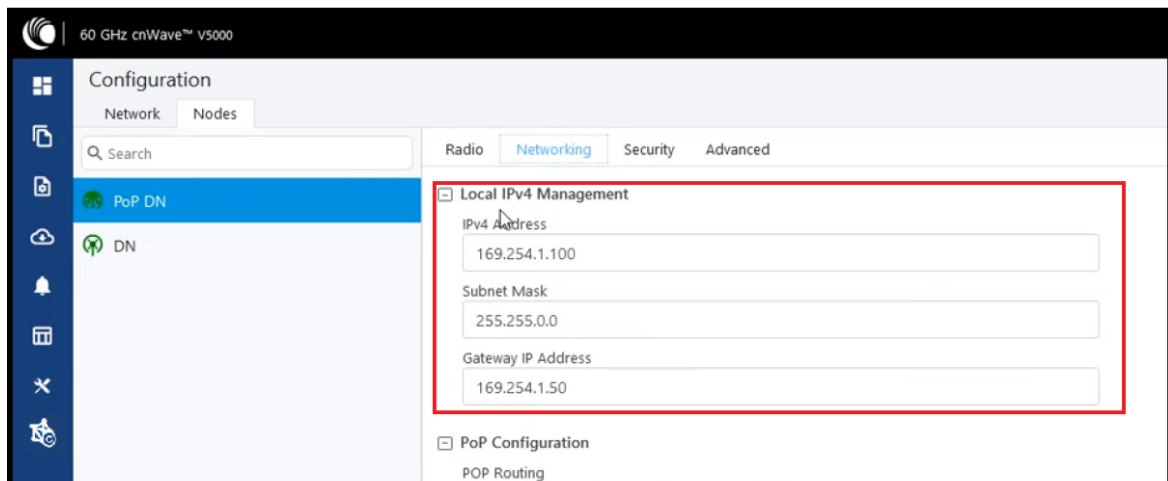 60 GHz cnWave™ V5000
Configuration
Network Nodes
Search
PoP DN
DN
Radio Networking Security Advanced
Local IPv4 Management
IPv4 Address
169.254.1.100
Subnet Mask
255.255.0.0
Gateway IP Address
169.254.1.50
PoP Configuration
POP Routing